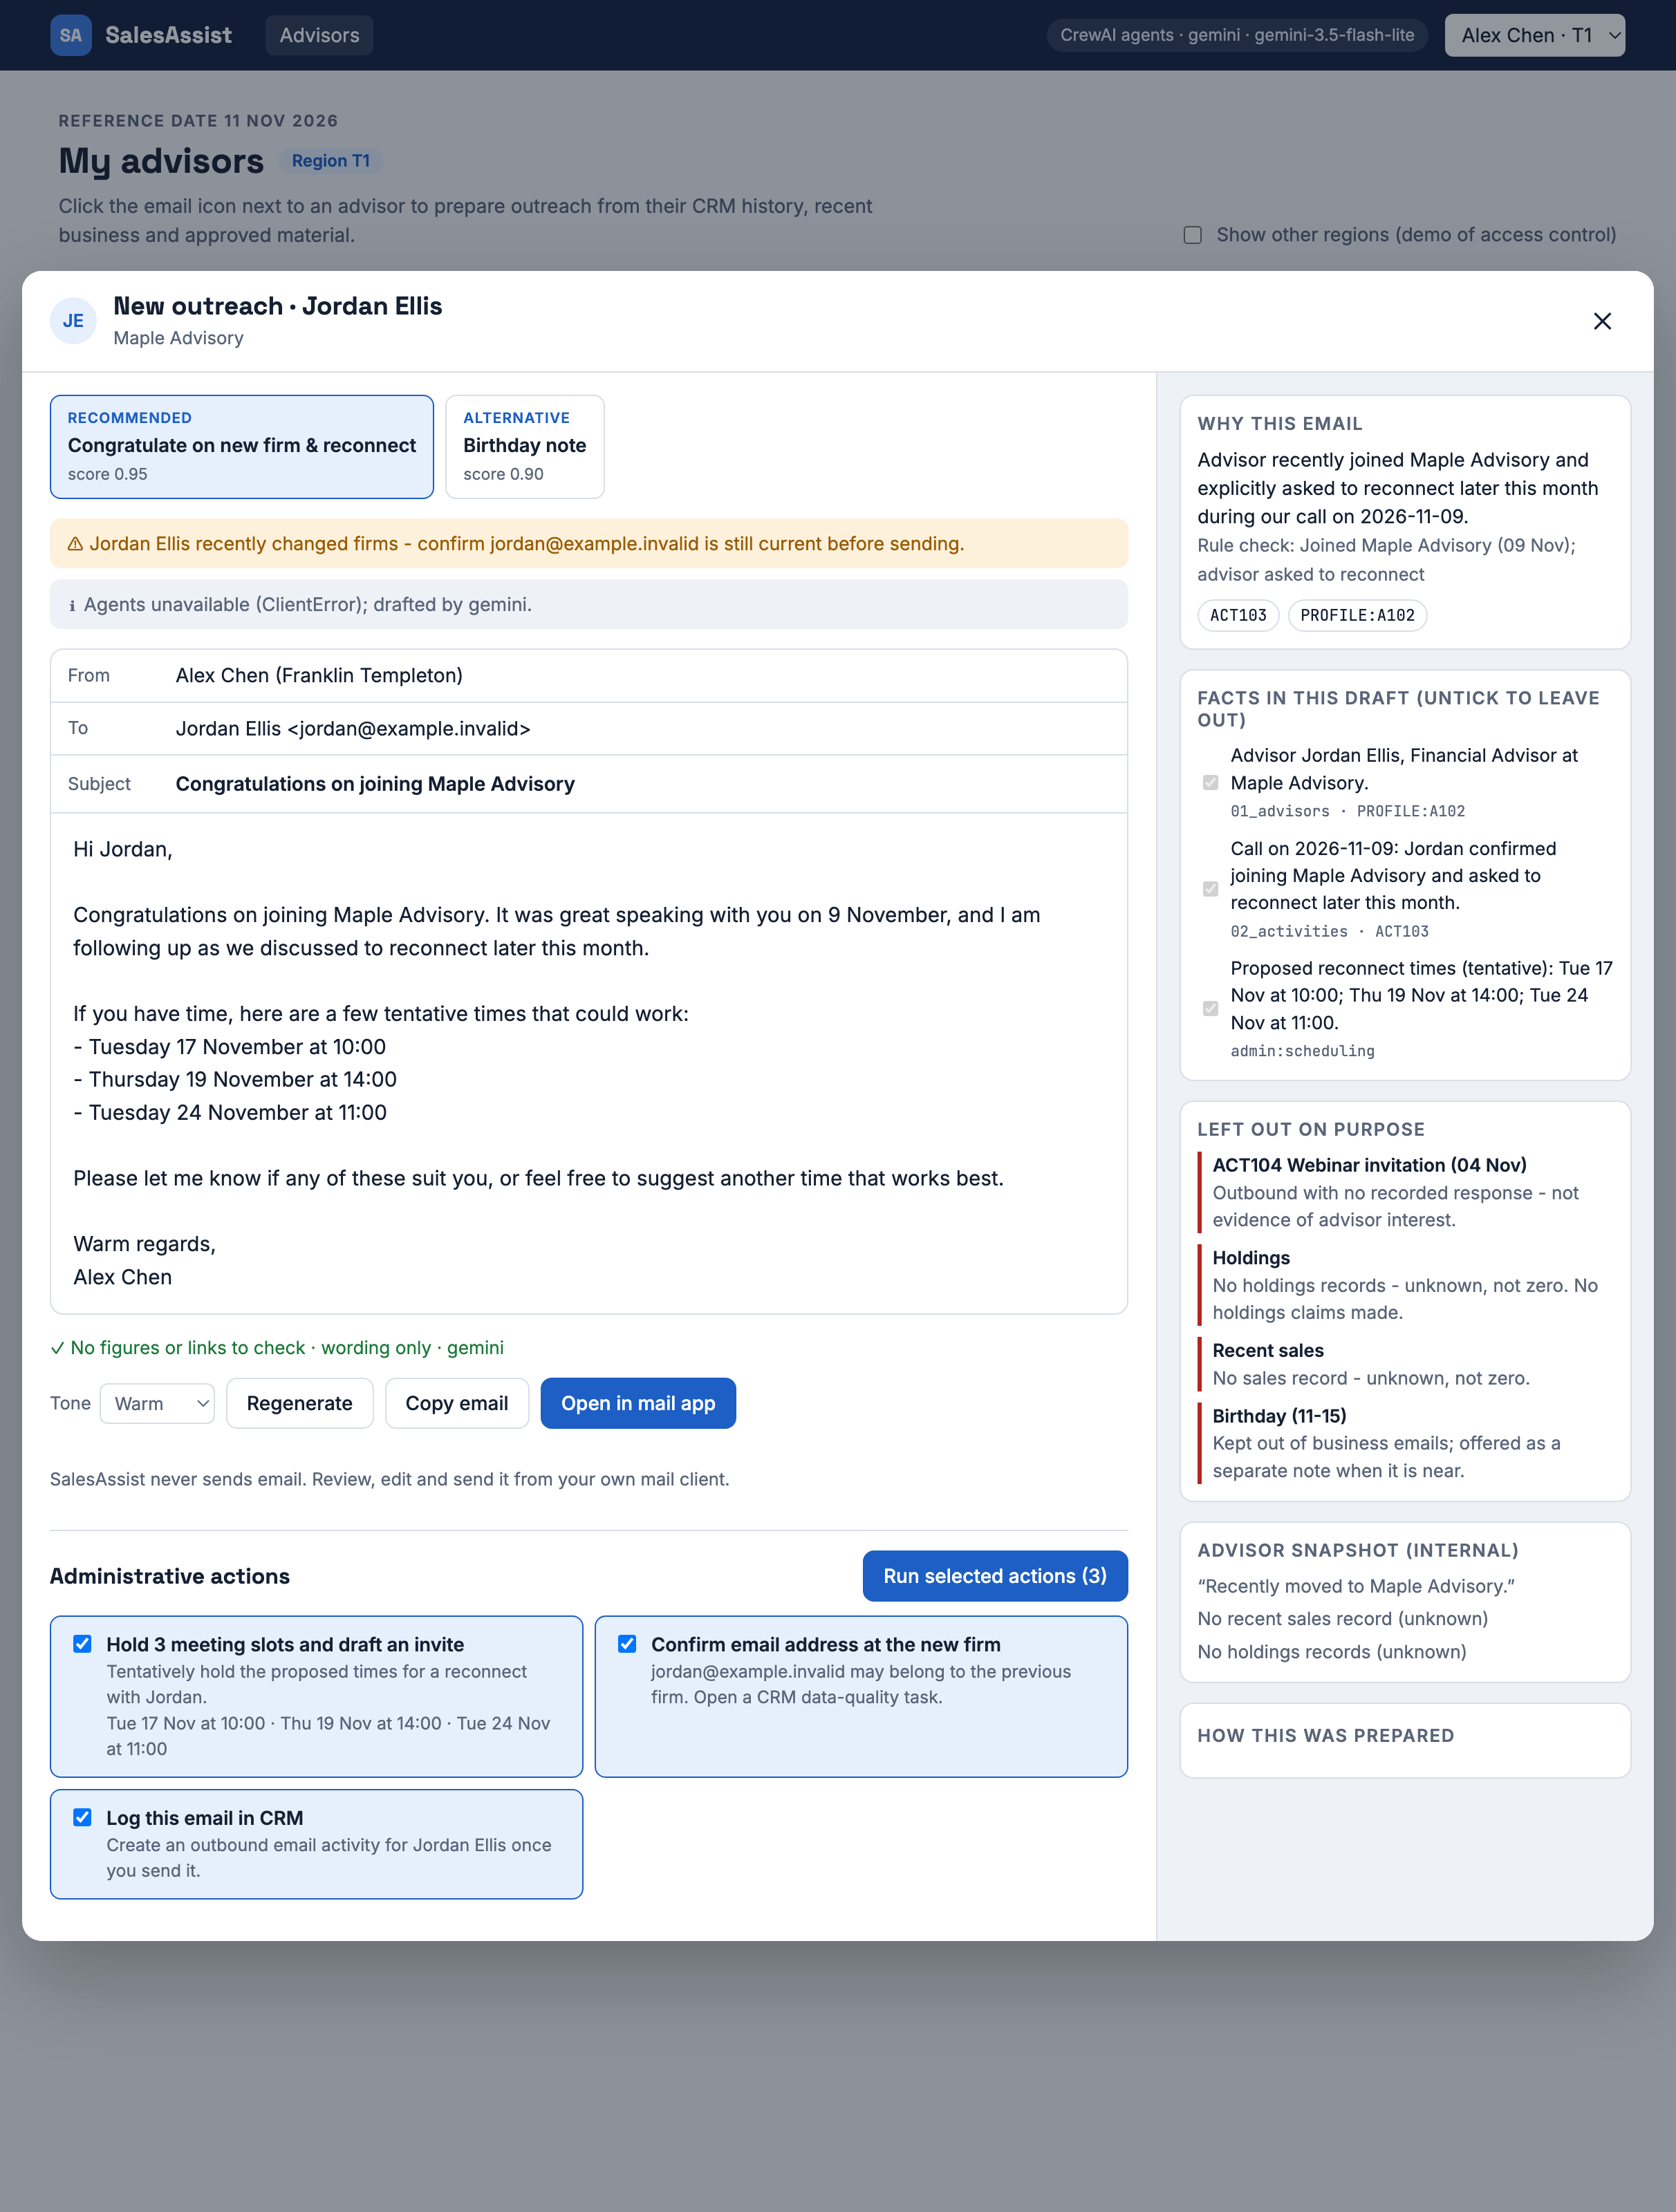 SA SalesAssist Advisors CrewAI agents · gemini · gemini-3.5-flash-lite Alex Chen · T1
REFERENCE DATE 11 NOV 2026
My advisors Region T1
Click the email icon next to an advisor to prepare outreach from their CRM history, recent
business and approved material.
Show other regions (demo of access control)
JE
New outreach · Jordan Ellis
Maple Advisory
RECOMMENDED
Congratulate on new firm & reconnect
score 0.95
ALTERNATIVE
Birthday note
score 0.90
⚠ Jordan Ellis recently changed firms - confirm jordan@example.invalid is still current before sending.
ℹ Agents unavailable (ClientError); drafted by gemini.
From Alex Chen (Franklin Templeton)
To Jordan Ellis <jordan@example.invalid>
Subject Congratulations on joining Maple Advisory
Hi Jordan,
Congratulations on joining Maple Advisory. It was great speaking with you on 9 November, and I am
following up as we discussed to reconnect later this month.
If you have time, here are a few tentative times that could work:
- Tuesday 17 November at 10:00
- Thursday 19 November at 14:00
- Tuesday 24 November at 11:00
Please let me know if any of these suit you, or feel free to suggest another time that works best.
Warm regards,
Alex Chen
✓ No figures or links to check · wording only · gemini
Tone Warm Regenerate Copy email Open in mail app
SalesAssist never sends email. Review, edit and send it from your own mail client.
Administrative actions
Run selected actions (3)
Hold 3 meeting slots and draft an invite
Tentatively hold the proposed times for a reconnect
with Jordan.
Tue 17 Nov at 10:00 · Thu 19 Nov at 14:00 · Tue 24 Nov
at 11:00
Confirm email address at the new firm
jordan@example.invalid may belong to the previous
firm. Open a CRM data-quality task.
Log this email in CRM
Create an outbound email activity for Jordan Ellis once
you send it.
WHY THIS EMAIL
Advisor recently joined Maple Advisory and
explicitly asked to reconnect later this month
during our call on 2026-11-09.
Rule check: Joined Maple Advisory (09 Nov);
advisor asked to reconnect
ACT103 PROFILE:A102
FACTS IN THIS DRAFT (UNTICK TO LEAVE
OUT)
Advisor Jordan Ellis, Financial Advisor at
Maple Advisory.
01_advisors · PROFILE:A102
Call on 2026-11-09: Jordan confirmed
joining Maple Advisory and asked to
reconnect later this month.
02_activities · ACT103
Proposed reconnect times (tentative): Tue 17
Nov at 10:00; Thu 19 Nov at 14:00; Tue 24
Nov at 11:00.
admin:scheduling
LEFT OUT ON PURPOSE
ACT104 Webinar invitation (04 Nov)
Outbound with no recorded response - not
evidence of advisor interest.
Holdings
No holdings records - unknown, not zero. No
holdings claims made.
Recent sales
No sales record - unknown, not zero.
Birthday (11-15)
Kept out of business emails; offered as a
separate note when it is near.
ADVISOR SNAPSHOT (INTERNAL)
“Recently moved to Maple Advisory.”
No recent sales record (unknown)
No holdings records (unknown)
HOW THIS WAS PREPARED